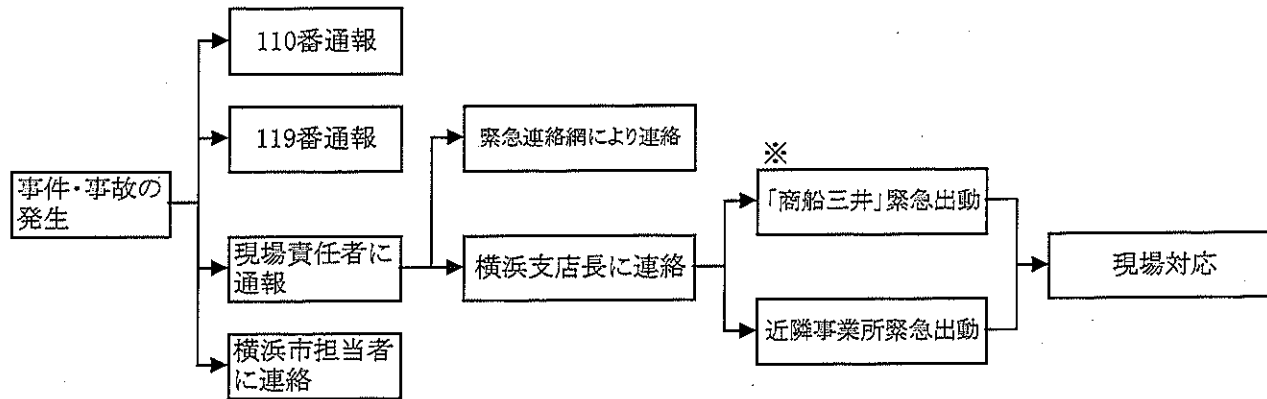 110番通報
119番通報
緊急連絡網により連絡
※
事件・事故の
発生
「商船三井」緊急出動
現場責任者に
通報
横浜支店長に連絡
現場対応
近隣事業所緊急出動
横浜市担当者
に連絡